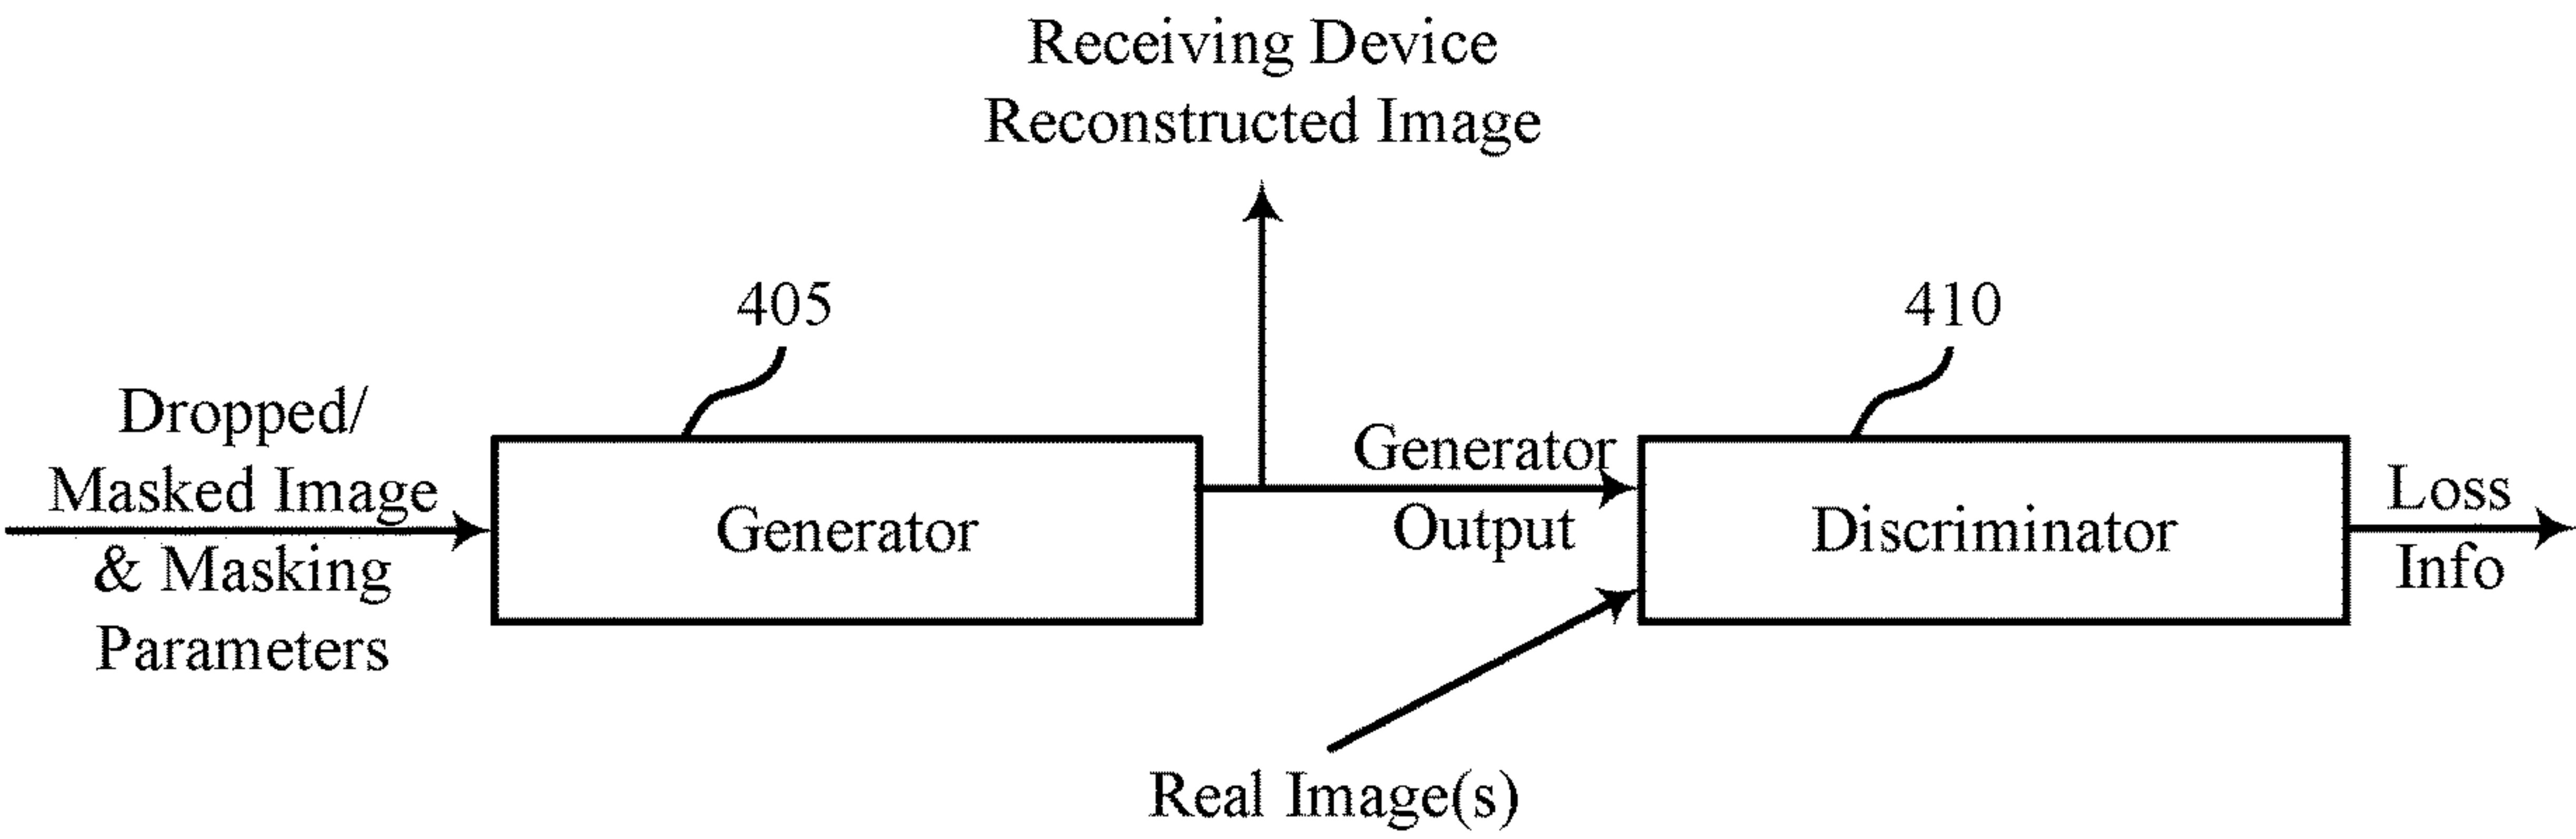 Receiving Device
Reconstructed Image
405
410
Dropped/
Masked Image
& Masking
Parameters
Generator
Generator
Output
Discriminator
Loss
Info
Real Image(s)